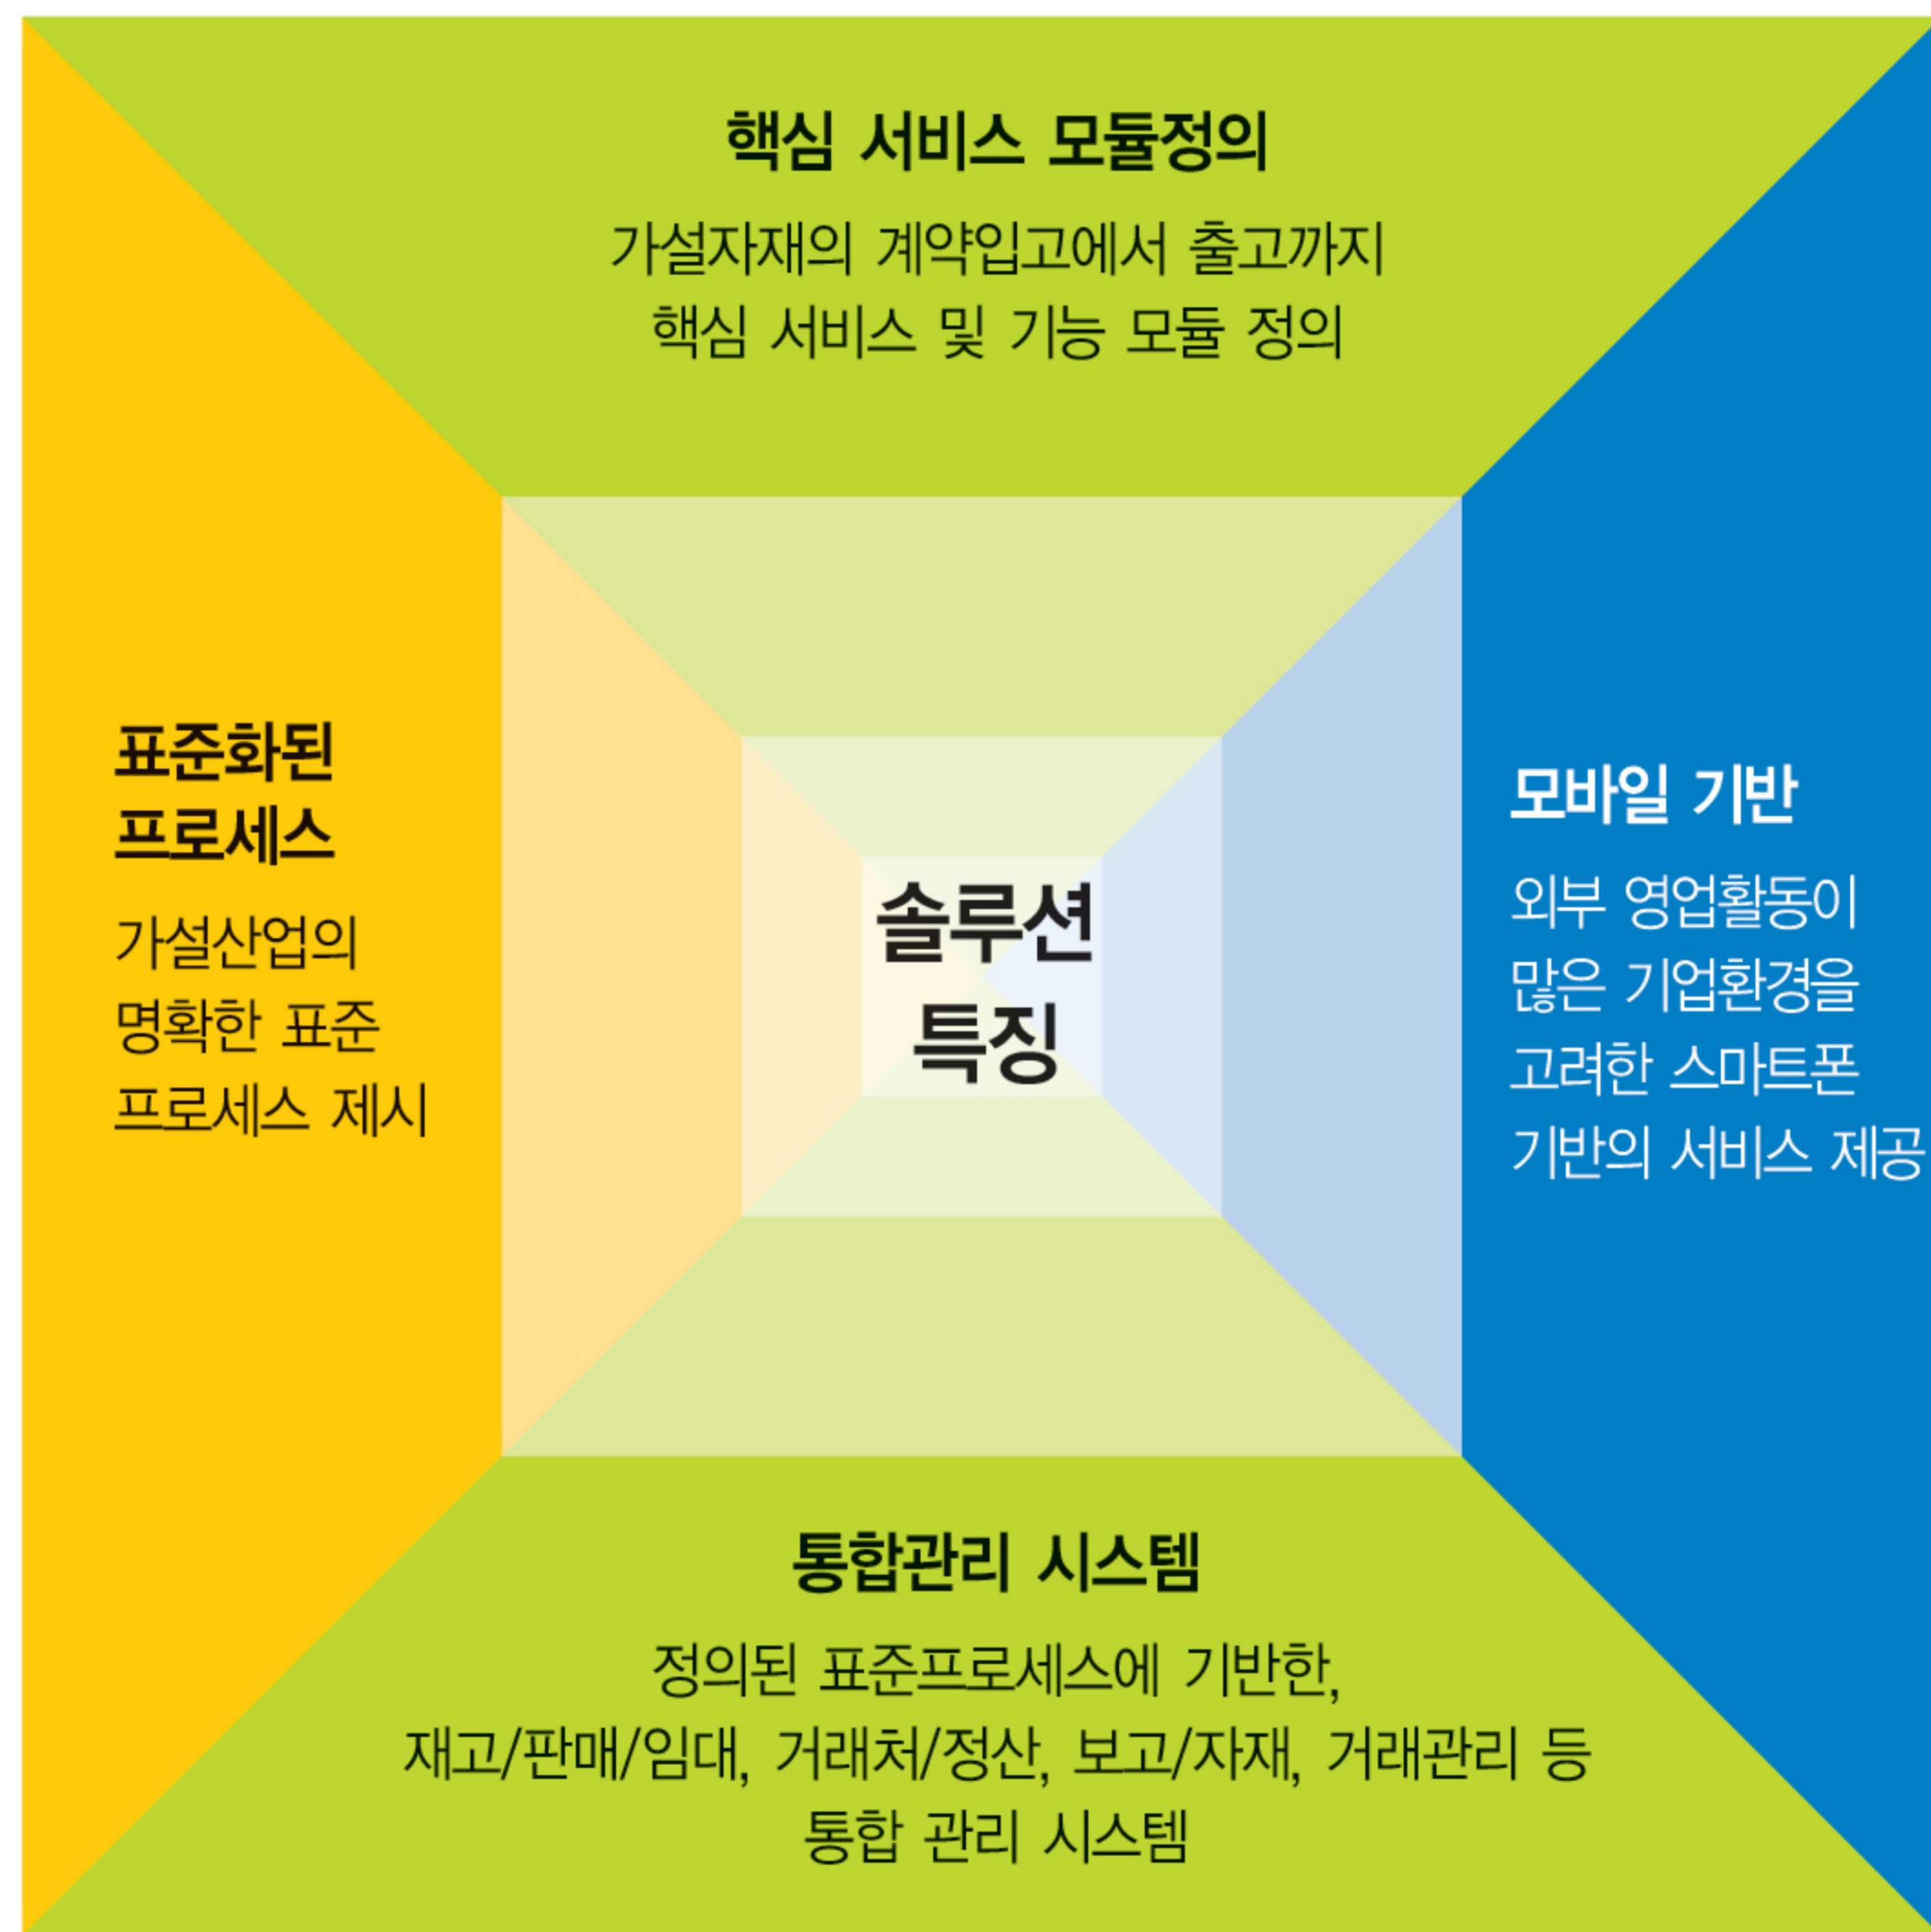 핵심 서비스 모듈정의
가설자재의 계약입고에서 출고까지
핵심 서비스 및 기능 모듈 정의
표준화된
프로세스
가설산업의
명확한 표준
프로세스 제시
솔루션
특징
모바일 기반
외부 영업활동이
많은 기업환경을
고려한 스마트폰
기반의 서비스 제공
통합관리 시스템
정의된 표준프로세스에 기반한,
재고/판매/임대, 거래처/정산, 보고/자재, 거래관리 등
통합 관리 시스템